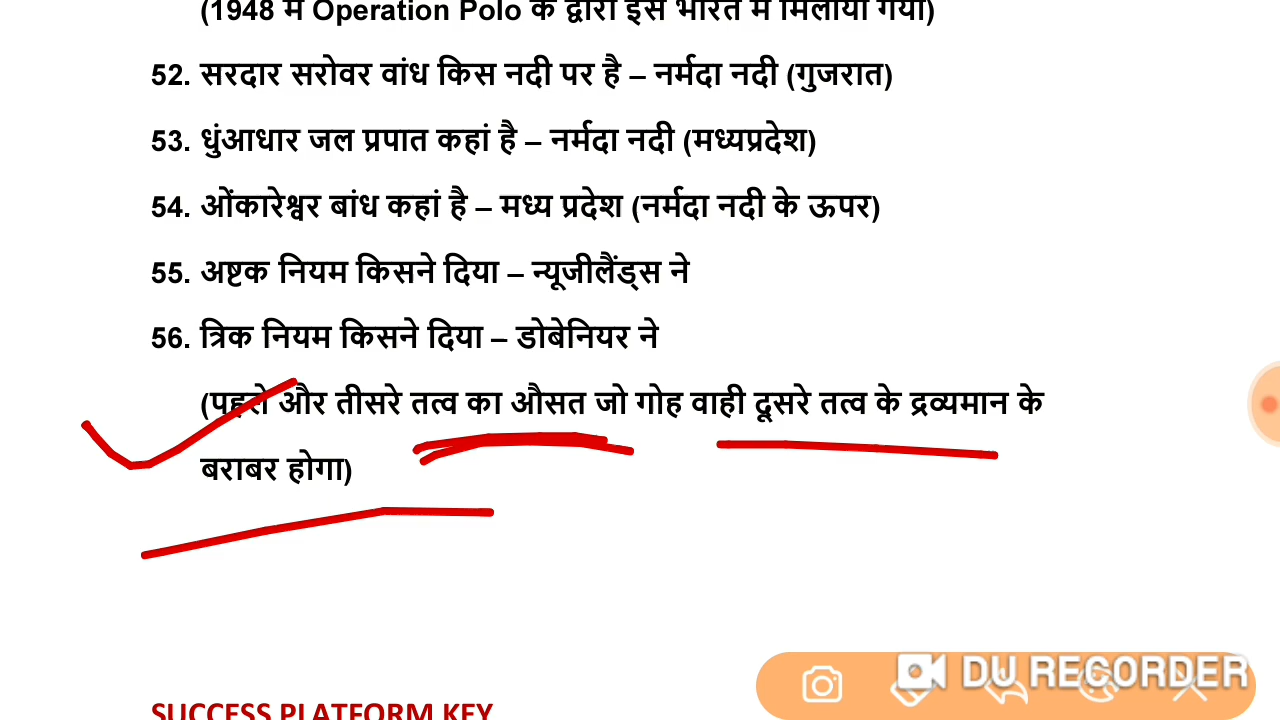 (1948 में Operation Polo के द्वारा इसे भारत में मिलाया गया)
52. सरदार सरोवर वांध किस नदी पर है – नर्मदा नदी (गुजरात)
53. धुंआधार जल प्रपात कहां है – नर्मदा नदी (मध्यप्रदेश)
54. ओंकारेश्वर बांध कहां है – मध्य प्रदेश (नर्मदा नदी के ऊपर)
55. अष्टक नियम किसने दिया – न्यूजीलैंड्स ने
56. त्रिक नियम किसने दिया – डोबेनियर ने
(पहले और तीसरे तत्व का औसत जो गोह वाही दूसरे तत्व के द्रव्यमान के
बराबर होगा)
DU RECORDER
SUCCESS PLATFORM KEY